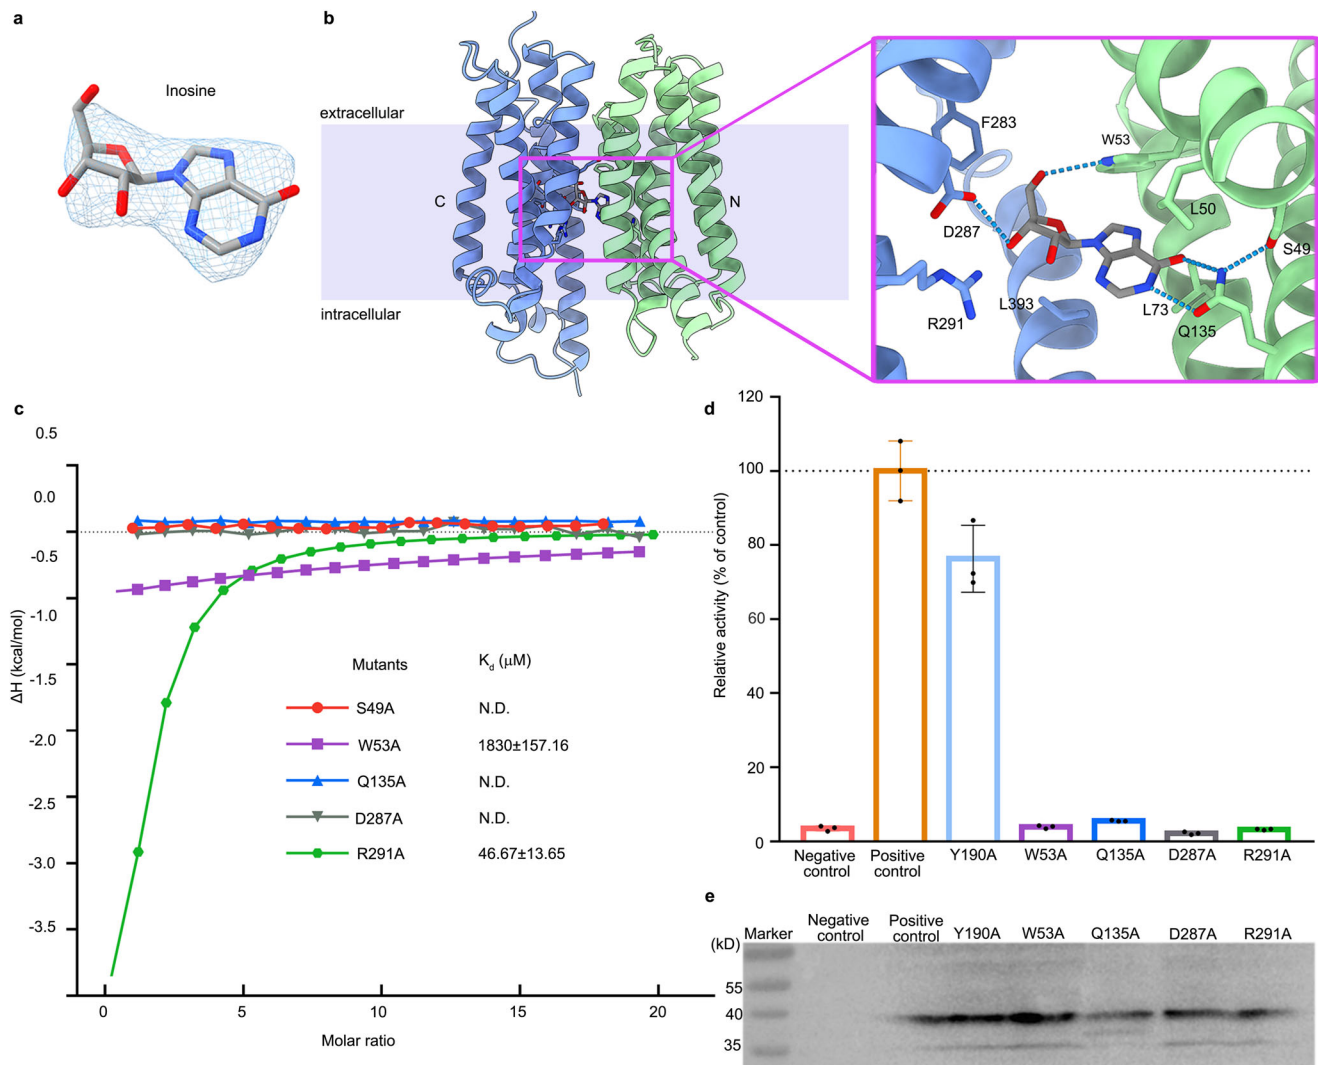 a
Inosine
b
extracellular
C
N
intracellular
F283
W53
L50
D287
S49
R291
L393
L73
Q135
c
0.5
0.0
-0.5
-1.0
-1.5
-2.0
-2.5
-3.0
-3.5
ΔH (kcal/mol)
Mutants Kd (μM)
S49A N.D.
W53A 1830±157.16
Q135A N.D.
D287A N.D.
R291A 46.67±13.65
0 5 10 15 20
Molar ratio
d
120
100
80
60
40
20
0
Relative activity (% of control)
Negative control
Positive control
Y190A
W53A
Q135A
D287A
R291A
e
Marker
(kD)
Negative control
Positive control
Y190A
W53A
Q135A
D287A
R291A
55
40
35